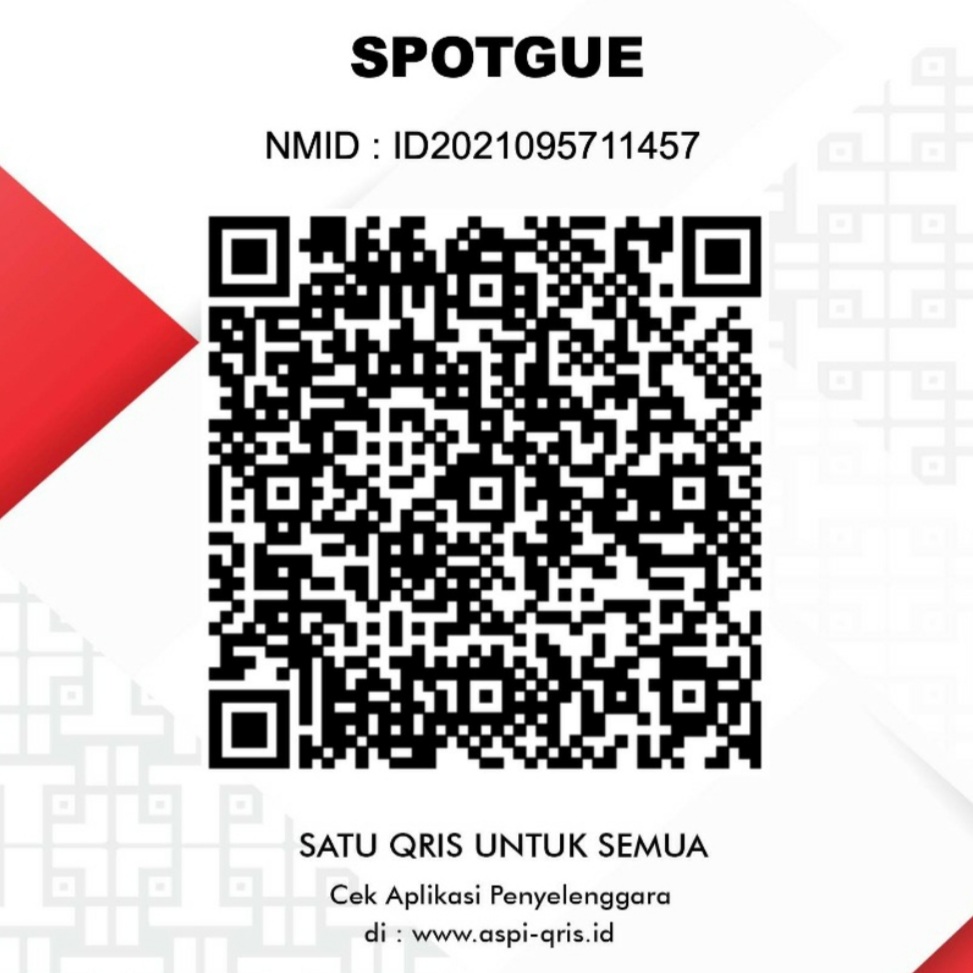 SPOTGUE
NMID : ID2021095711457
SATU QRIS UNTUK SEMUA
Cek Aplikasi Penyelenggara
di : www.aspi-qris.id